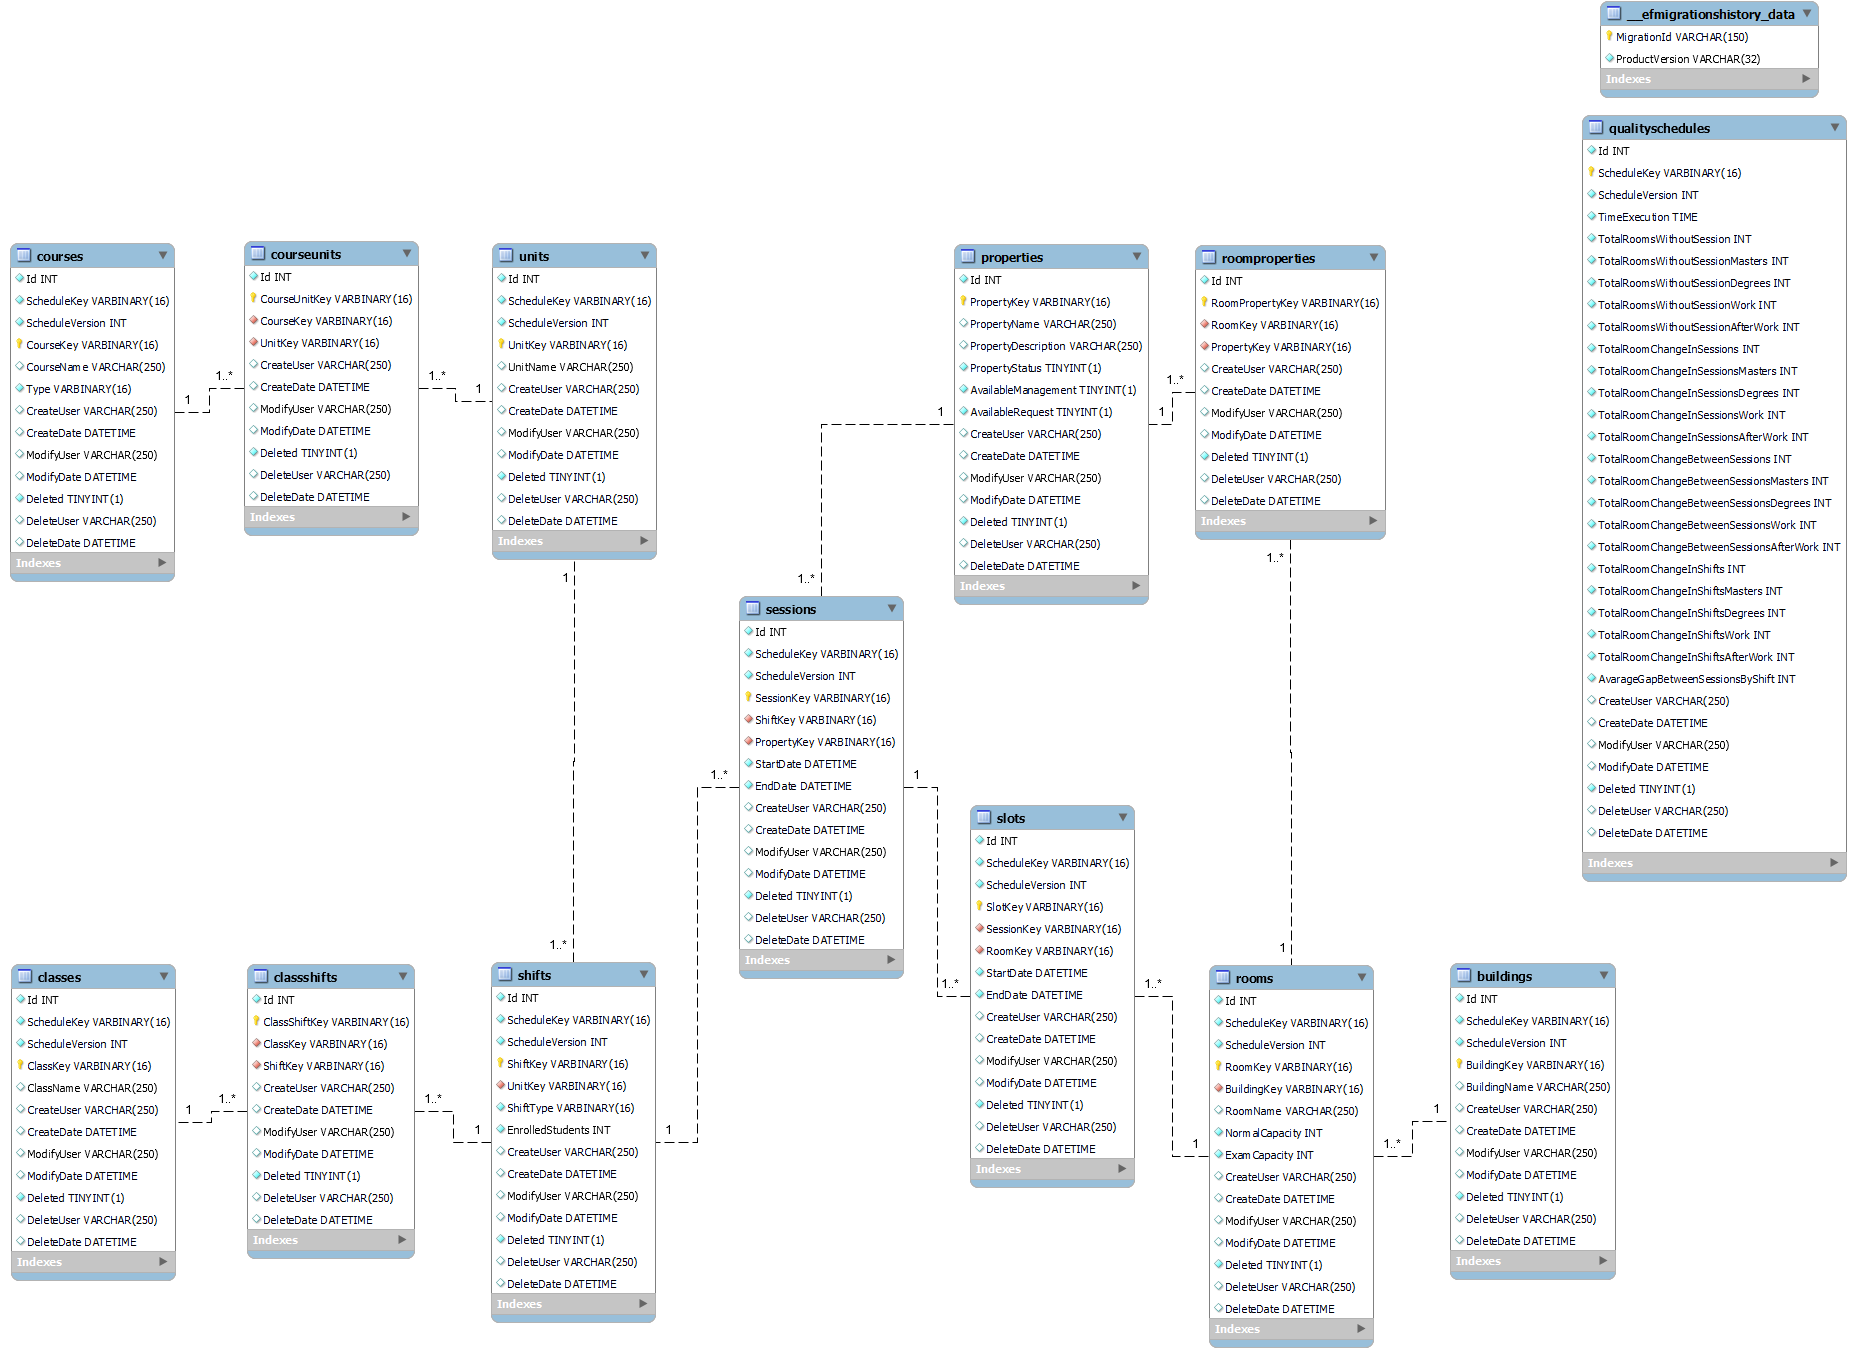 __efmigrationshistory_data
MigrationId VARCHAR(150)
ProductVersion VARCHAR(32)
Indexes
qualityschedules
Id INT
ScheduleKey VARBINARY(16)
ScheduleVersion INT
TimeExecution TIME
TotalRoomsWithoutSession INT
TotalRoomsWithoutSessionMasters INT
TotalRoomsWithoutSessionDegrees INT
TotalRoomsWithoutSessionWork INT
TotalRoomsWithoutSessionAfterWork INT
TotalRoomChangeInSessions INT
TotalRoomChangeInSessionsMasters INT
TotalRoomChangeInSessionsDegrees INT
TotalRoomChangeInSessionsWork INT
TotalRoomChangeInSessionsAfterWork INT
TotalRoomChangeBetweenSessions INT
TotalRoomChangeBetweenSessionsMasters INT
TotalRoomChangeBetweenSessionsDegrees INT
TotalRoomChangeBetweenSessionsWork INT
TotalRoomChangeBetweenSessionsAfterWork INT
TotalRoomChangeInShifts INT
TotalRoomChangeInShiftsMasters INT
TotalRoomChangeInShiftsDegrees INT
TotalRoomChangeInShiftsWork INT
TotalRoomChangeInShiftsAfterWork INT
AvarageGapBetweenSessionsByShift INT
CreateUser VARCHAR(250)
CreateDate DATETIME
ModifyUser VARCHAR(250)
ModifyDate DATETIME
Deleted TINYINT(1)
DeleteUser VARCHAR(250)
DeleteDate DATETIME
Indexes
courses
Id INT
ScheduleKey VARBINARY(16)
ScheduleVersion INT
CourseKey VARBINARY(16)
CourseName VARCHAR(250)
Type VARBINARY(16)
CreateUser VARCHAR(250)
CreateDate DATETIME
ModifyUser VARCHAR(250)
ModifyDate DATETIME
Deleted TINYINT(1)
DeleteUser VARCHAR(250)
DeleteDate DATETIME
Indexes
1
1..*
courseunits
Id INT
CourseUnitKey VARBINARY(16)
CourseKey VARBINARY(16)
UnitKey VARBINARY(16)
CreateUser VARCHAR(250)
CreateDate DATETIME
ModifyUser VARCHAR(250)
ModifyDate DATETIME
Deleted TINYINT(1)
DeleteUser VARCHAR(250)
DeleteDate DATETIME
Indexes
1..*
1
units
Id INT
ScheduleKey VARBINARY(16)
ScheduleVersion INT
UnitKey VARBINARY(16)
UnitName VARCHAR(250)
CreateUser VARCHAR(250)
CreateDate DATETIME
ModifyUser VARCHAR(250)
ModifyDate DATETIME
Deleted TINYINT(1)
DeleteUser VARCHAR(250)
DeleteDate DATETIME
Indexes
1
1..*
properties
Id INT
PropertyKey VARBINARY(16)
PropertyName VARCHAR(250)
PropertyDescription VARCHAR(250)
PropertyStatus TINYINT(1)
AvailableManagement TINYINT(1)
AvailableRequest TINYINT(1)
CreateUser VARCHAR(250)
CreateDate DATETIME
ModifyUser VARCHAR(250)
ModifyDate DATETIME
Deleted TINYINT(1)
DeleteUser VARCHAR(250)
DeleteDate DATETIME
Indexes
1
1..*
1
1..*
roomproperties
Id INT
RoomPropertyKey VARBINARY(16)
RoomKey VARBINARY(16)
PropertyKey VARBINARY(16)
CreateUser VARCHAR(250)
CreateDate DATETIME
ModifyUser VARCHAR(250)
ModifyDate DATETIME
Deleted TINYINT(1)
DeleteUser VARCHAR(250)
DeleteDate DATETIME
Indexes
1..*
1
sessions
Id INT
ScheduleKey VARBINARY(16)
ScheduleVersion INT
SessionKey VARBINARY(16)
ShiftKey VARBINARY(16)
PropertyKey VARBINARY(16)
StartDate DATETIME
EndDate DATETIME
CreateUser VARCHAR(250)
CreateDate DATETIME
ModifyUser VARCHAR(250)
ModifyDate DATETIME
Deleted TINYINT(1)
DeleteUser VARCHAR(250)
DeleteDate DATETIME
Indexes
1..*
1
1
1..*
slots
Id INT
ScheduleKey VARBINARY(16)
ScheduleVersion INT
SlotKey VARBINARY(16)
SessionKey VARBINARY(16)
RoomKey VARBINARY(16)
StartDate DATETIME
EndDate DATETIME
CreateUser VARCHAR(250)
CreateDate DATETIME
ModifyUser VARCHAR(250)
ModifyDate DATETIME
Deleted TINYINT(1)
DeleteUser VARCHAR(250)
DeleteDate DATETIME
Indexes
1..*
1
classes
Id INT
ScheduleKey VARBINARY(16)
ScheduleVersion INT
ClassKey VARBINARY(16)
ClassName VARCHAR(250)
CreateUser VARCHAR(250)
CreateDate DATETIME
ModifyUser VARCHAR(250)
ModifyDate DATETIME
Deleted TINYINT(1)
DeleteUser VARCHAR(250)
DeleteDate DATETIME
Indexes
1
1..*
classshifts
Id INT
ClassShiftKey VARBINARY(16)
ClassKey VARBINARY(16)
ShiftKey VARBINARY(16)
CreateUser VARCHAR(250)
CreateDate DATETIME
ModifyUser VARCHAR(250)
ModifyDate DATETIME
Deleted TINYINT(1)
DeleteUser VARCHAR(250)
DeleteDate DATETIME
Indexes
1..*
1
shifts
Id INT
ScheduleKey VARBINARY(16)
ScheduleVersion INT
ShiftKey VARBINARY(16)
UnitKey VARBINARY(16)
ShiftType VARBINARY(16)
EnrolledStudents INT
CreateUser VARCHAR(250)
CreateDate DATETIME
ModifyUser VARCHAR(250)
ModifyDate DATETIME
Deleted TINYINT(1)
DeleteUser VARCHAR(250)
DeleteDate DATETIME
Indexes
rooms
Id INT
ScheduleKey VARBINARY(16)
ScheduleVersion INT
RoomKey VARBINARY(16)
BuildingKey VARBINARY(16)
RoomName VARCHAR(250)
NormalCapacity INT
ExamCapacity INT
CreateUser VARCHAR(250)
CreateDate DATETIME
ModifyUser VARCHAR(250)
ModifyDate DATETIME
Deleted TINYINT(1)
DeleteUser VARCHAR(250)
DeleteDate DATETIME
Indexes
1..*
1
buildings
Id INT
ScheduleKey VARBINARY(16)
ScheduleVersion INT
BuildingKey VARBINARY(16)
BuildingName VARCHAR(250)
CreateUser VARCHAR(250)
CreateDate DATETIME
ModifyUser VARCHAR(250)
ModifyDate DATETIME
Deleted TINYINT(1)
DeleteUser VARCHAR(250)
DeleteDate DATETIME
Indexes